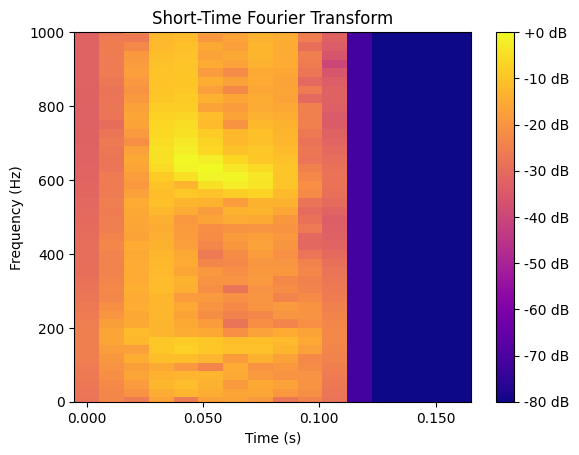 Short-Time Fourier Transform
Frequency (Hz)
1000
800
600
400
200
0
0.000
0.050
0.100
0.150
Time (s)
+0 dB
-10 dB
-20 dB
-30 dB
-40 dB
-50 dB
-60 dB
-70 dB
-80 dB